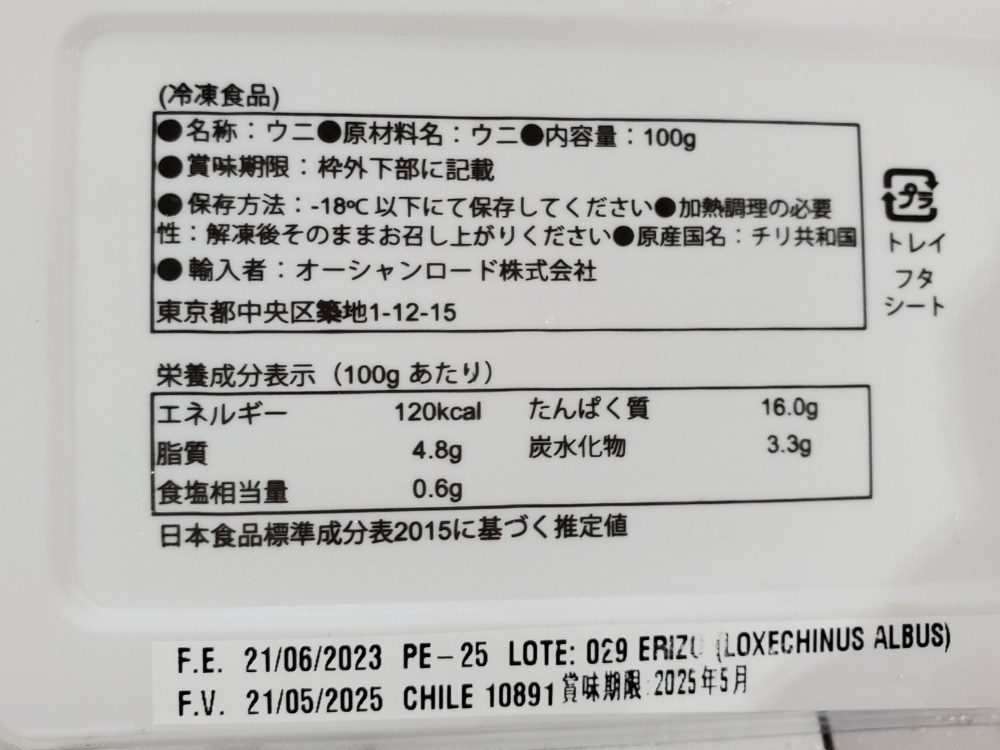 (冷凍食品)
●名称：ウニ●原材料名：ウニ●内容量：100g
●賞味期限：枠外下部に記載
●保存方法：-18℃以下にて保存してください●加熱調理の必要
性：解凍後そのままお召し上がりください●原産国名：チリ共和国
●輸入者：オーシャンロード株式会社
東京都中央区築地1-12-15
プラ
トレイ
フタ
シート
栄養成分表示（100gあたり）
エネルギー 120kcal たんぱく質 16.0g
脂質 4.8g 炭水化物 3.3g
食塩相当量 0.6g
日本食品標準成分表2015に基づく推定値
F.E. 21/06/2023 PE-25 LOTE: 029 ERIZO (LOXECHINUS ALBUS)
F.V. 21/05/2025 CHILE 10891 賞味期限:2025年5月